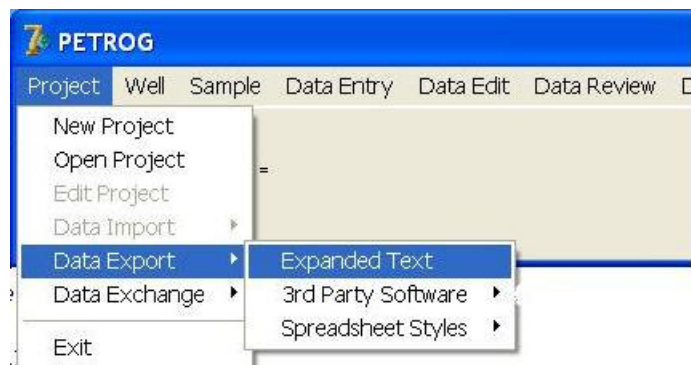 PETROG
Project Well Sample Data Entry Data Edit Data Review
New Project
Open Project
=
Edit Project
Data Import
Data Export
Expanded Text
Data Exchange
3rd Party Software
Spreadsheet Styles
Exit